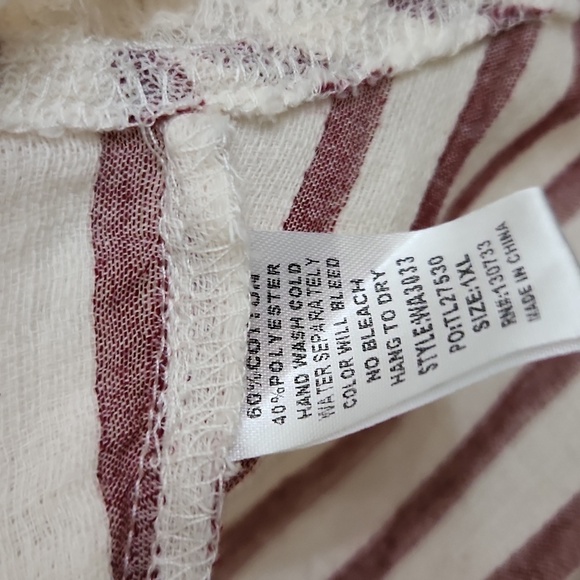 60%COTTON
40%POLYESTER
HAND WASH COLD
WATER SEPARATELY
COLOR WILL BLEED
NO BLEACH
HANG TO DRY
STYLE:WA3033
PO:TL27530
SIZE:1XL
RN#:130733
MADE IN CHINA